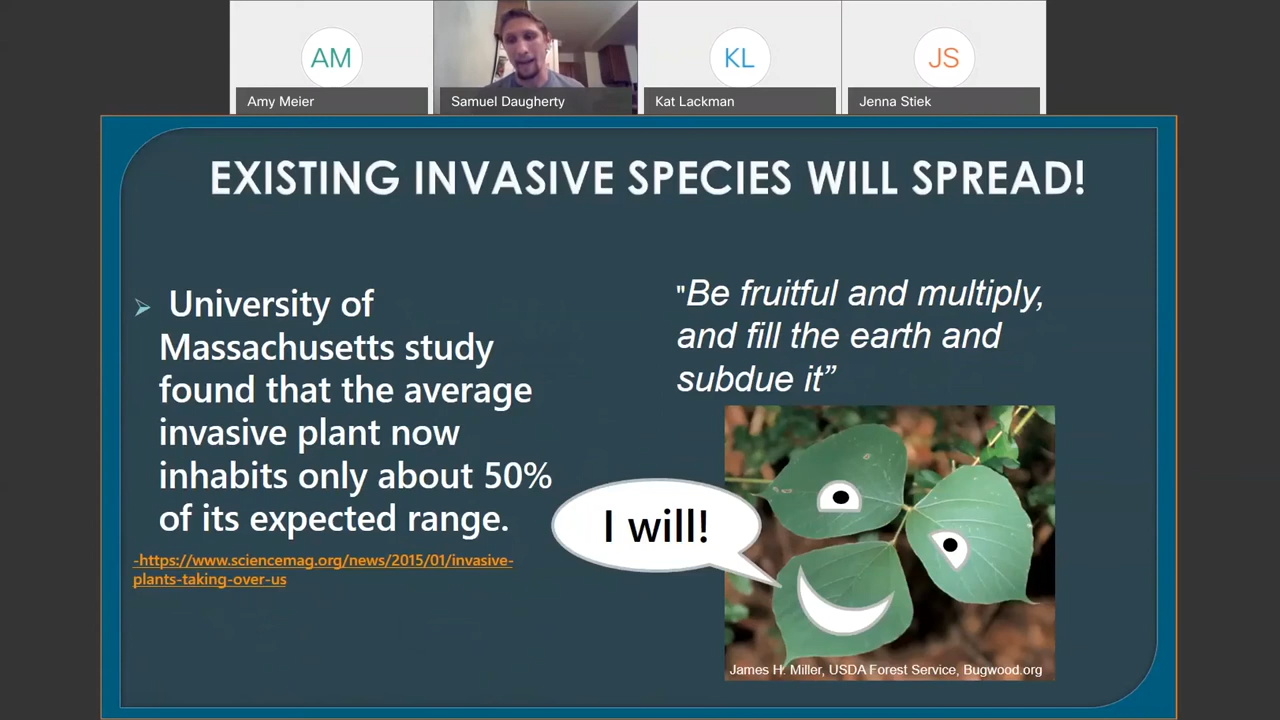 AM
KL
JS
Amy Meier
Samuel Daugherty
Kat Lackman
Jenna Stiek
EXISTING INVASIVE SPECIES WILL SPREAD!
➢ University of
Massachusetts study
found that the average
invasive plant now
inhabits only about 50%
of its expected range.
-https://www.sciencemag.org/news/2015/01/invasive-
plants-taking-over-us
"Be fruitful and multiply,
and fill the earth and
subdue it”
I will!
James H. Miller, USDA Forest Service, Bugwood.org